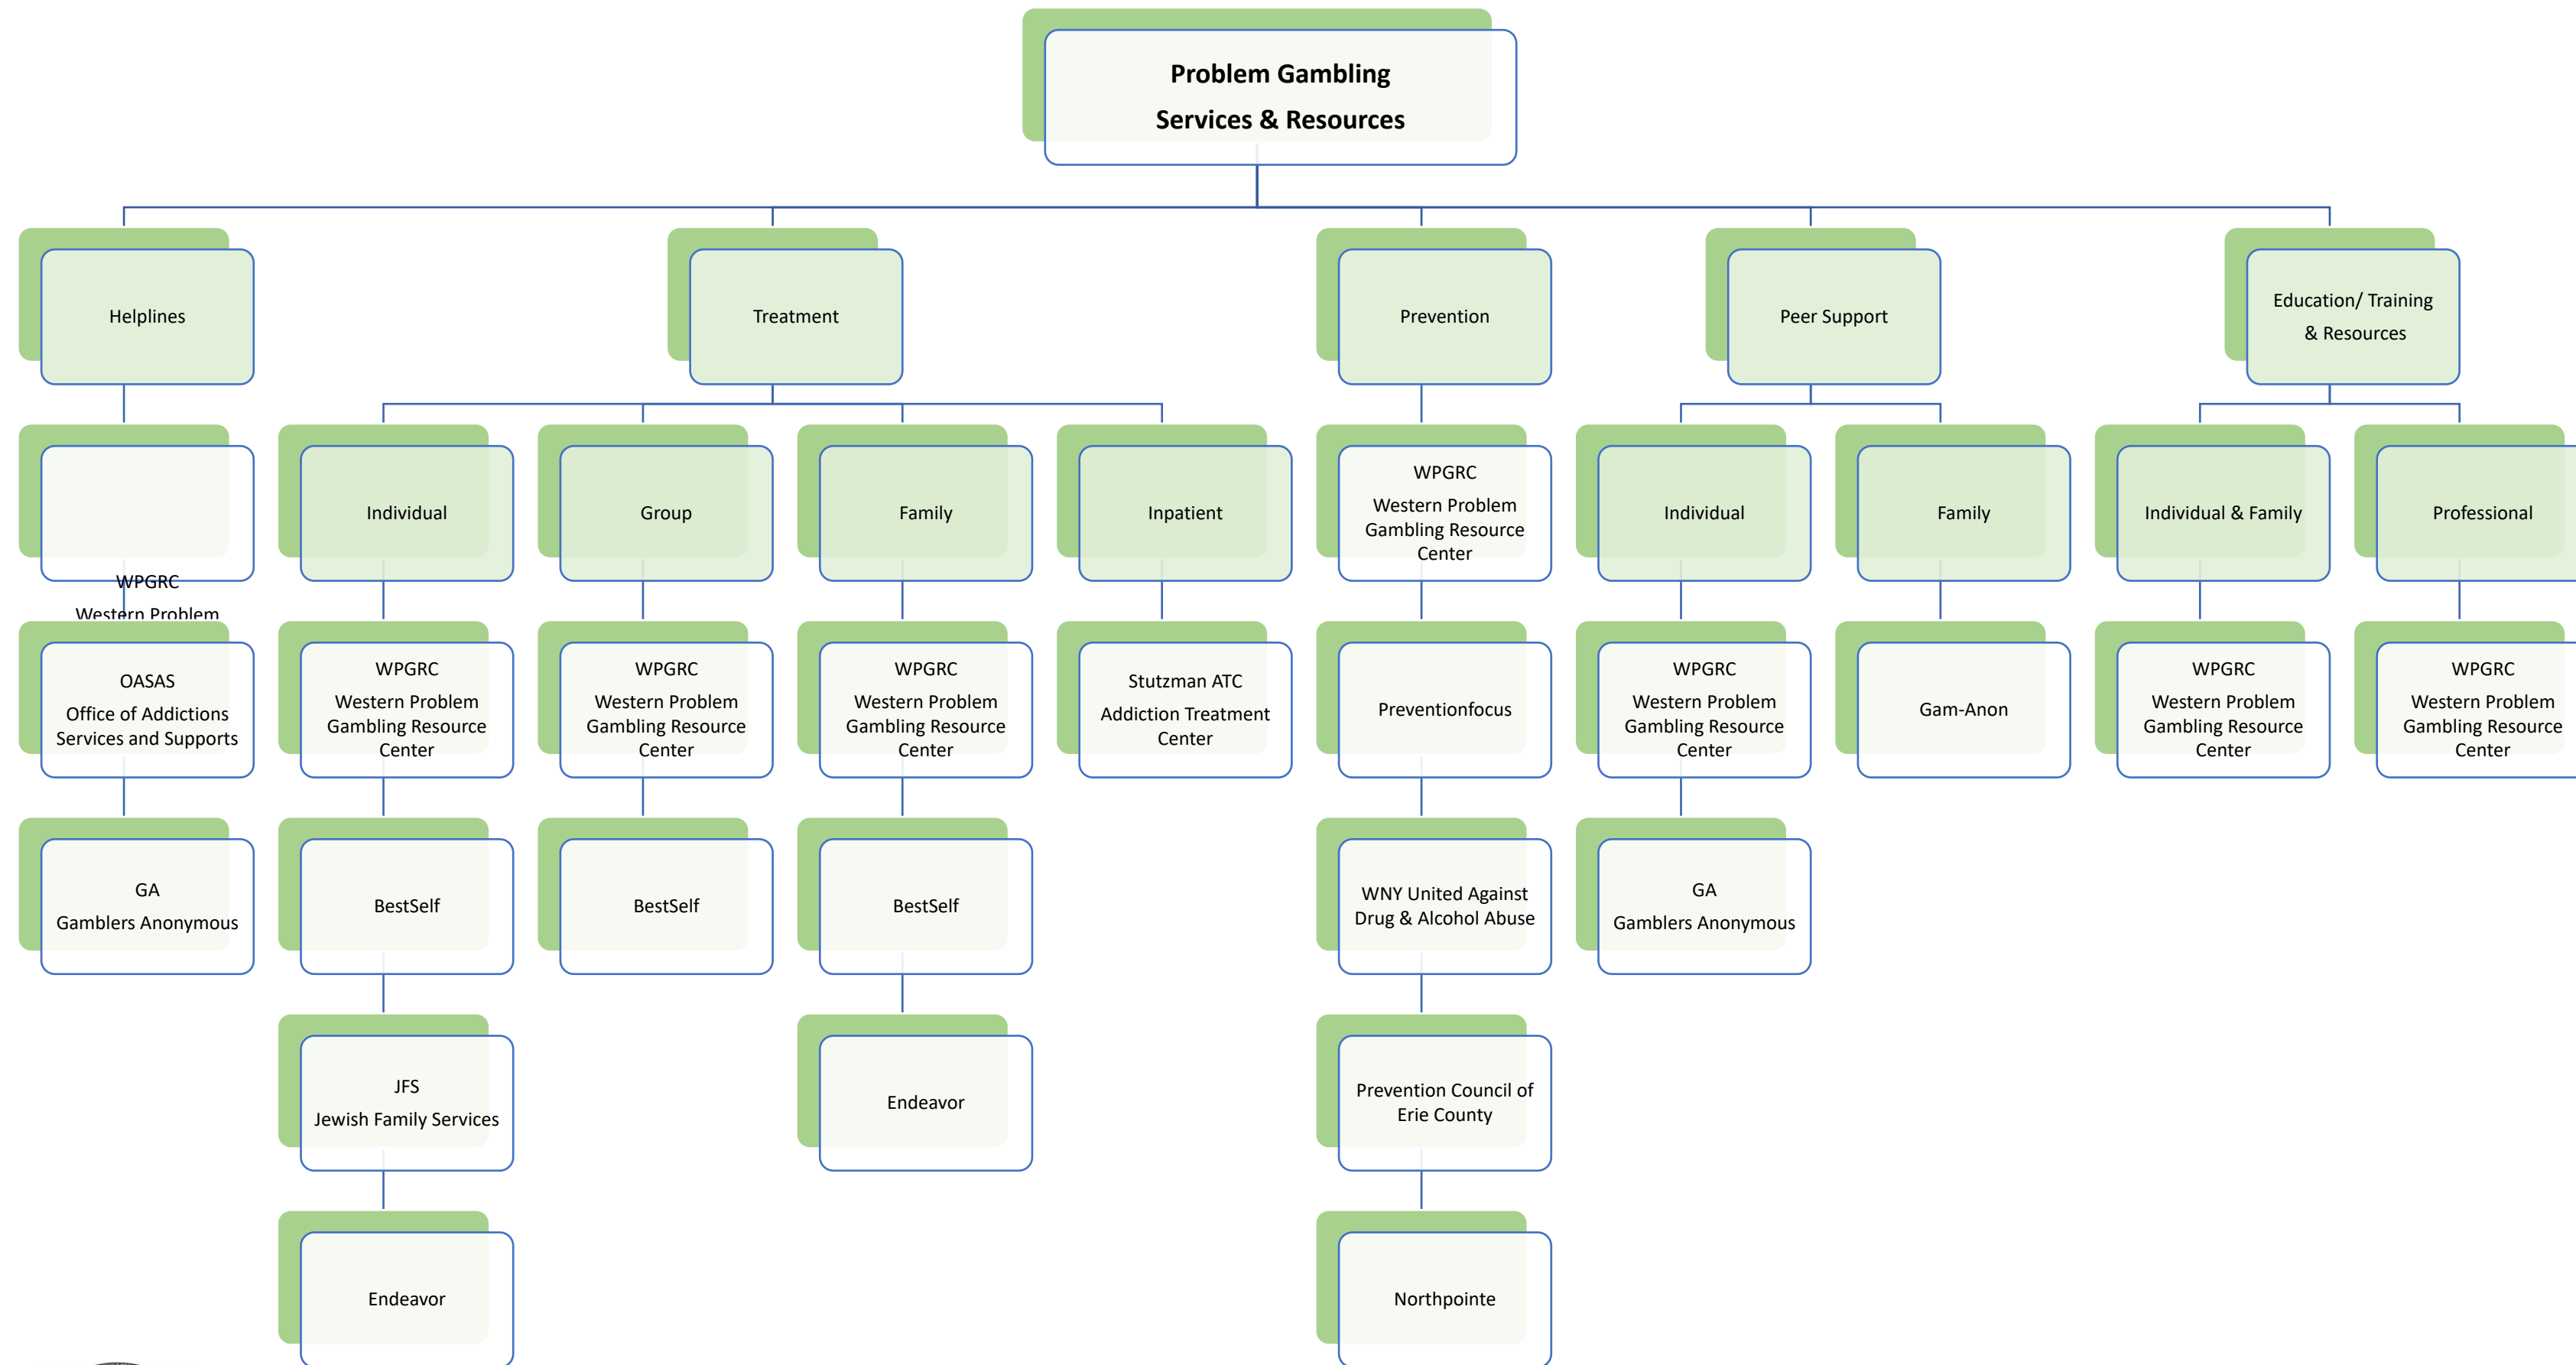 Problem Gambling
Services & Resources
Helplines
Treatment
Prevention
Peer Support
Education/ Training
& Resources
WPGRC
Western Problem
OASAS
Office of Addictions
Services and Supports
GA
Gamblers Anonymous
Individual
WPGRC
Western Problem
Gambling Resource
Center
BestSelf
JFS
Jewish Family Services
Endeavor
Group
WPGRC
Western Problem
Gambling Resource
Center
BestSelf
Family
WPGRC
Western Problem
Gambling Resource
Center
BestSelf
Endeavor
Inpatient
Stutzman ATC
Addiction Treatment
Center
WPGRC
Western Problem
Gambling Resource
Center
Preventionfocus
WNY United Against
Drug & Alcohol Abuse
Prevention Council of
Erie County
Northpointe
Individual
WPGRC
Western Problem
Gambling Resource
Center
GA
Gamblers Anonymous
Family
Gam-Anon
Individual & Family
WPGRC
Western Problem
Gambling Resource
Center
Professional
WPGRC
Western Problem
Gambling Resource
Center